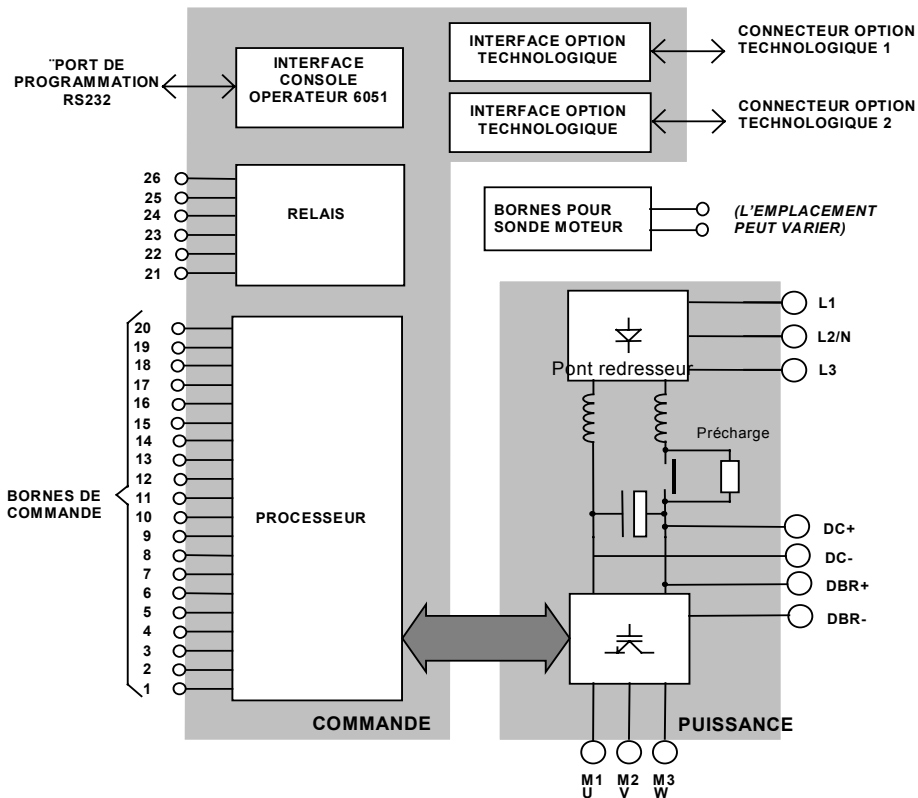 ¨PORT DE
PROGRAMMATION
RS232
INTERFACE
CONSOLE
OPERATEUR 6051
INTERFACE OPTION
TECHNOLOGIQUE
CONNECTEUR OPTION
TECHNOLOGIQUE 1
INTERFACE OPTION
TECHNOLOGIQUE
CONNECTEUR OPTION
TECHNOLOGIQUE 2
26
25
24
23
22
21
RELAIS
BORNES POUR
SONDE MOTEUR
(L'EMPLACEMENT
PEUT VARIER)
20
19
18
17
16
15
14
13
12
11
10
9
8
7
6
5
4
3
2
1
BORNES DE
COMMANDE
PROCESSEUR
COMMANDE
L1
L2/N
L3
Pont redresseur
Précharge
DC+
DC-
DBR+
DBR-
PUISSANCE
M1 M2 M3
U V W